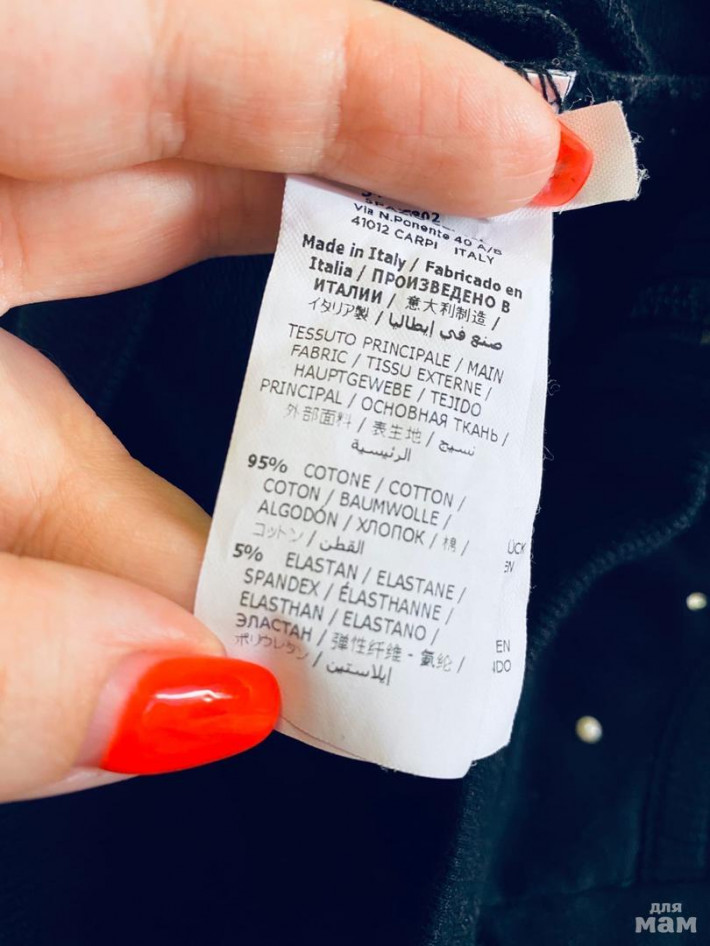 Via N.Ponente 40 A/B
41012 CARPI ITALY
Made in Italy / Fabricado en
Italia / ПРОИЗВЕДЕНО В
ИТАЛИИ / 意大利制造 /
イタリア製 / صنع في إيطاليا
TESSUTO PRINCIPALE / MAIN
FABRIC / TISSU EXTERNE /
HAUPTGEWEBE / TEJIDO
PRINCIPAL / ОСНОВНАЯ ТКАНЬ /
外部面料 / 表生地 / نسيج
الرئيسية
95% COTONE / COTTON /
COTON / BAUMWOLLE /
ALGODÓN / ХЛОПОК / 棉 /
コットン / القطن
5% ELASTAN / ELASTANE /
SPANDEX / ÉLASTHANNE /
ELASTHAN / ELASTANO /
ЭЛАСТАН / 弹性纤维 - 氨纶 /
ポリウレタン / إيلاستين
EN
для
мам